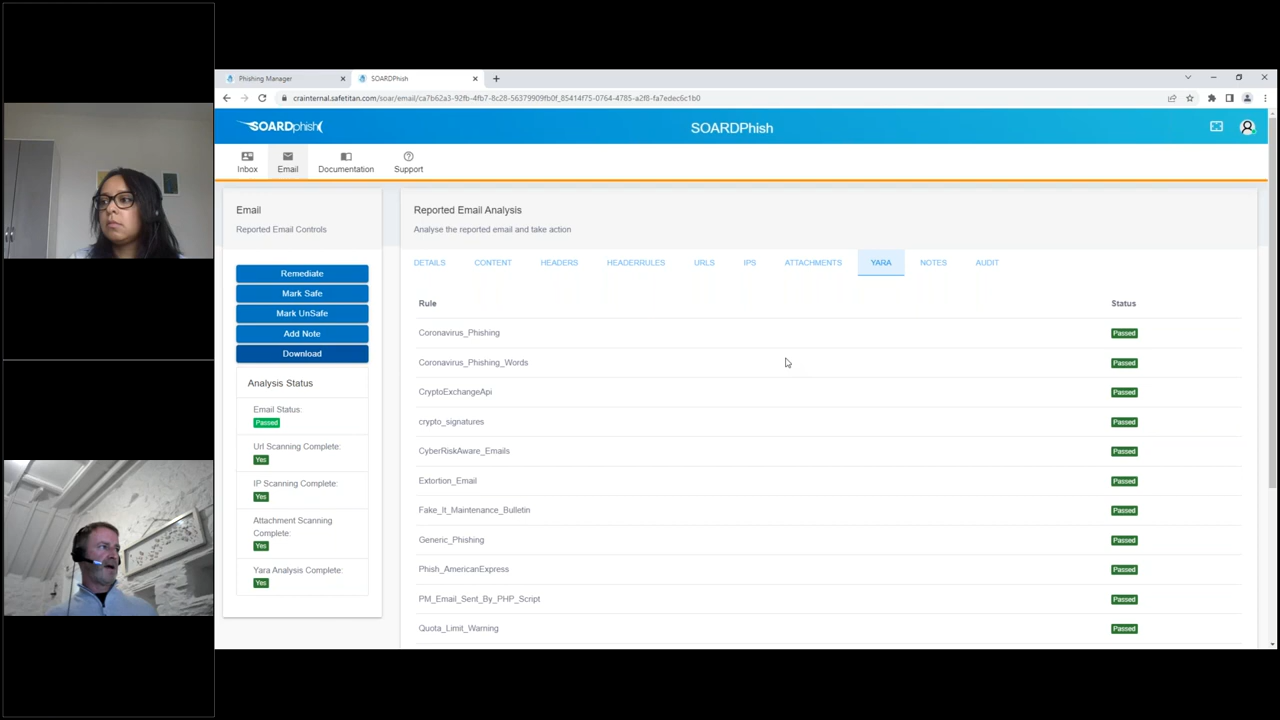 Phishing Manager
SOARDPhish
crainternal.safetitan.com/soar/email/ca7b62a3-92fb-4fb7-8c28-56379909fb0f_85414f75-0764-4785-a2f8-fa7edec6c1b0
SOARDphish
SOARDPhish
Inbox
Email
Documentation
Support
Email
Reported Email Controls
Remediate
Mark Safe
Mark UnSafe
Add Note
Download
Analysis Status
Email Status:
Passed
Url Scanning Complete:
Yes
IP Scanning Complete:
Yes
Attachment Scanning
Complete:
Yes
Yara Analysis Complete:
Yes
Reported Email Analysis
Analyse the reported email and take action
DETAILS CONTENT HEADERS HEADERRULES URLS IPS ATTACHMENTS YARA NOTES AUDIT
Rule Status
Coronavirus_Phishing Passed
Coronavirus_Phishing_Words Passed
CryptoExchangeApi Passed
crypto_signatures Passed
CyberRiskAware_Emails Passed
Extortion_Email Passed
Fake_It_Maintenance_Bulletin Passed
Generic_Phishing Passed
Phish_AmericanExpress Passed
PM_Email_Sent_By_PHP_Script Passed
Quota_Limit_Warning Passed